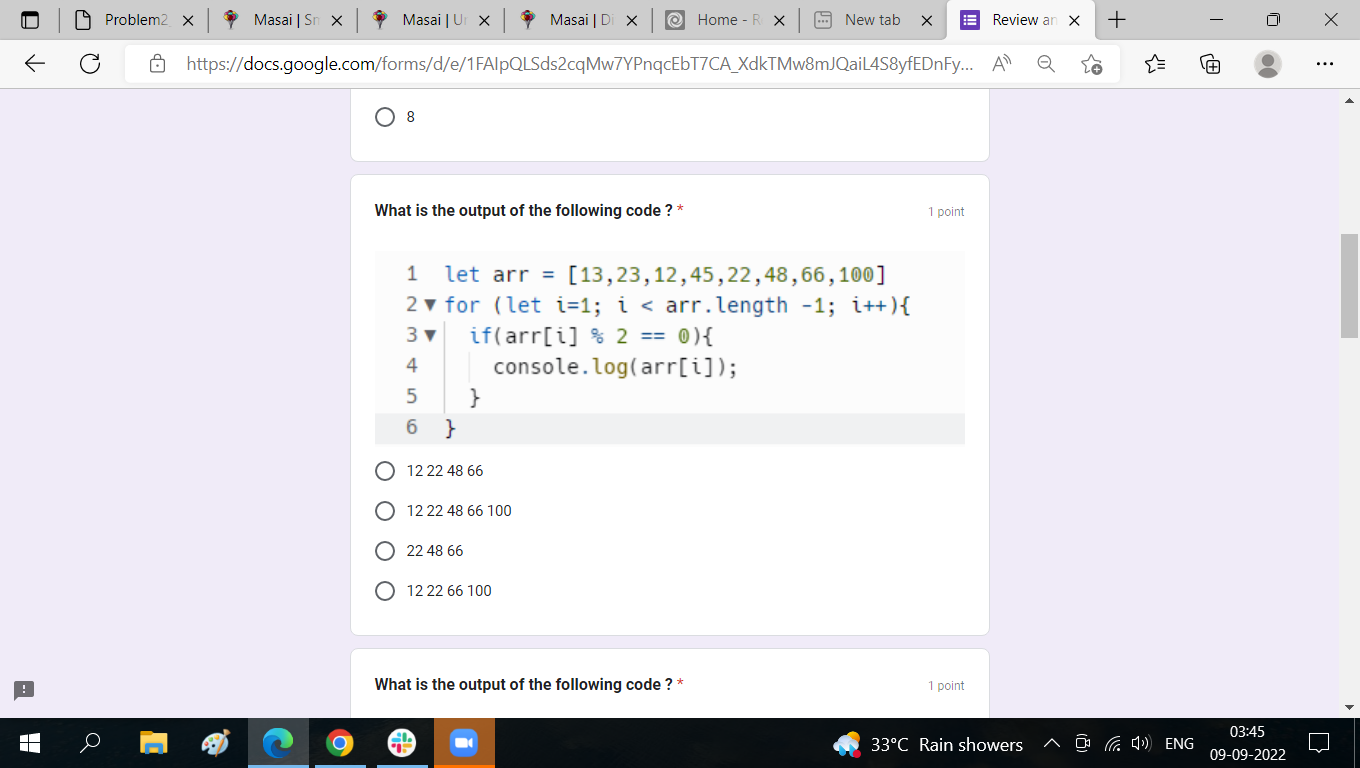 Problem2
Masai | Sn
Masai | Ur
Masai | Di
Home - R
New tab
Review an
https://docs.google.com/forms/d/e/1FAIpQLSds2cqMw7YPnqcEbT7CA_XdkTMw8mJQaiL4S8yfEDnFy...
8
What is the output of the following code ? *
1 point
1 let arr = [13,23,12,45,22,48,66,100]
2 for (let i=1; i < arr.length -1; i++){
3 if(arr[i] % 2 == 0){
4 console.log(arr[i]);
5 }
6 }
12 22 48 66
12 22 48 66 100
22 48 66
12 22 66 100
What is the output of the following code ? *
1 point
33°C Rain showers
ENG
03:45
09-09-2022